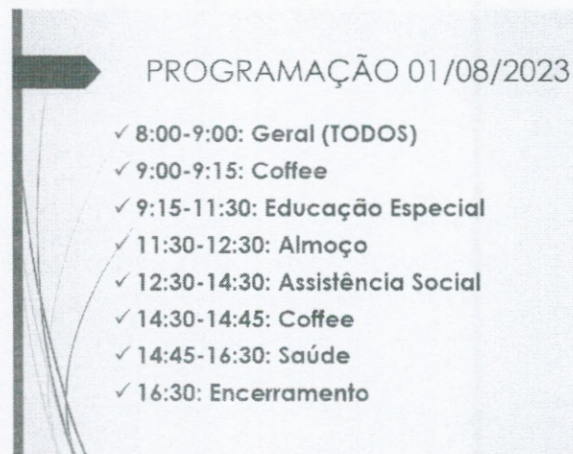 PROGRAMAÇÃO 01/08/2023
✓ 8:00-9:00: Geral (TODOS)
✓ 9:00-9:15: Coffee
✓ 9:15-11:30: Educação Especial
✓ 11:30-12:30: Almoço
✓ 12:30-14:30: Assistência Social
✓ 14:30-14:45: Coffee
✓ 14:45-16:30: Saúde
✓ 16:30: Encerramento